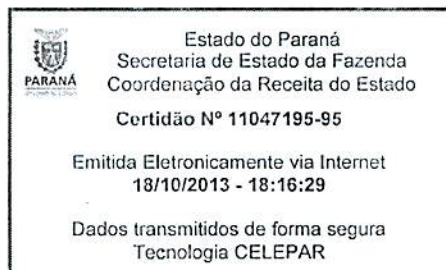 Estado do Paraná
Secretaria de Estado da Fazenda
Coordenação da Receita do Estado
PARANÁ
Certidão Nº 11047195-95
Emitida Eletronicamente via Internet
18/10/2013 - 18:16:29
Dados transmitidos de forma segura
Tecnologia CELEPAR